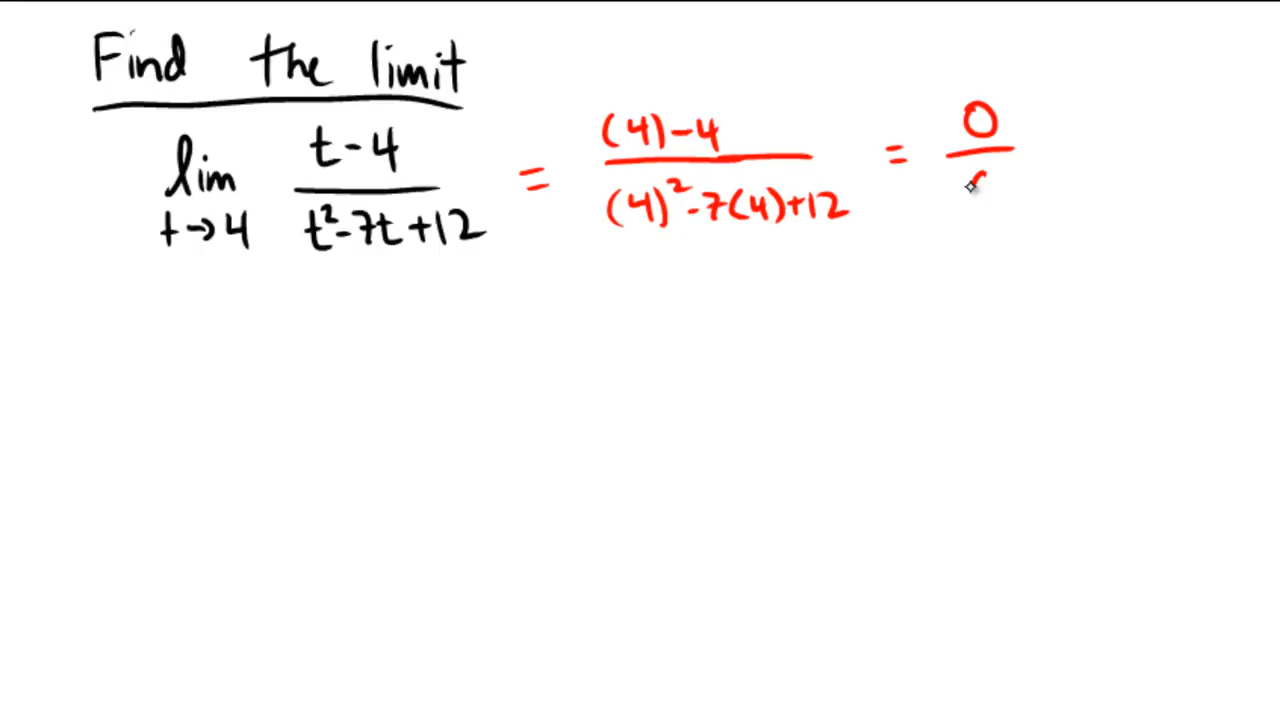 Find the limit
lim t→4 (t-4)/(t²-7t+12) = ((4)-4)/((4)²-7(4)+12) = 0/